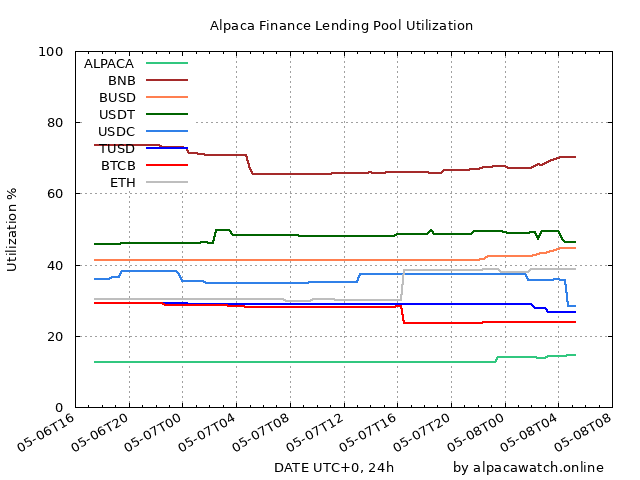 Alpaca Finance Lending Pool Utilization
100
80
60
40
20
0
Utilization %
ALPACA
BNB
BUSD
USDT
USDC
TUSD
BTCB
ETH
05-06T16
05-06T20
05-07T00
05-07T04
05-07T08
05-07T12
05-07T16
05-07T20
05-08T00
05-08T04
05-08T08
DATE UTC+0, 24h
by alpacawatch.online